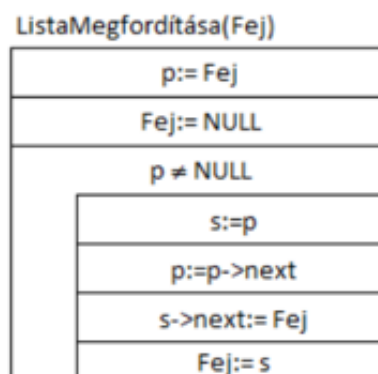 ListaMegfordítása(Fej)
p:= Fej
Fej:= NULL
p ≠ NULL
s:=p
p:=p->next
s->next:= Fej
Fej:= s